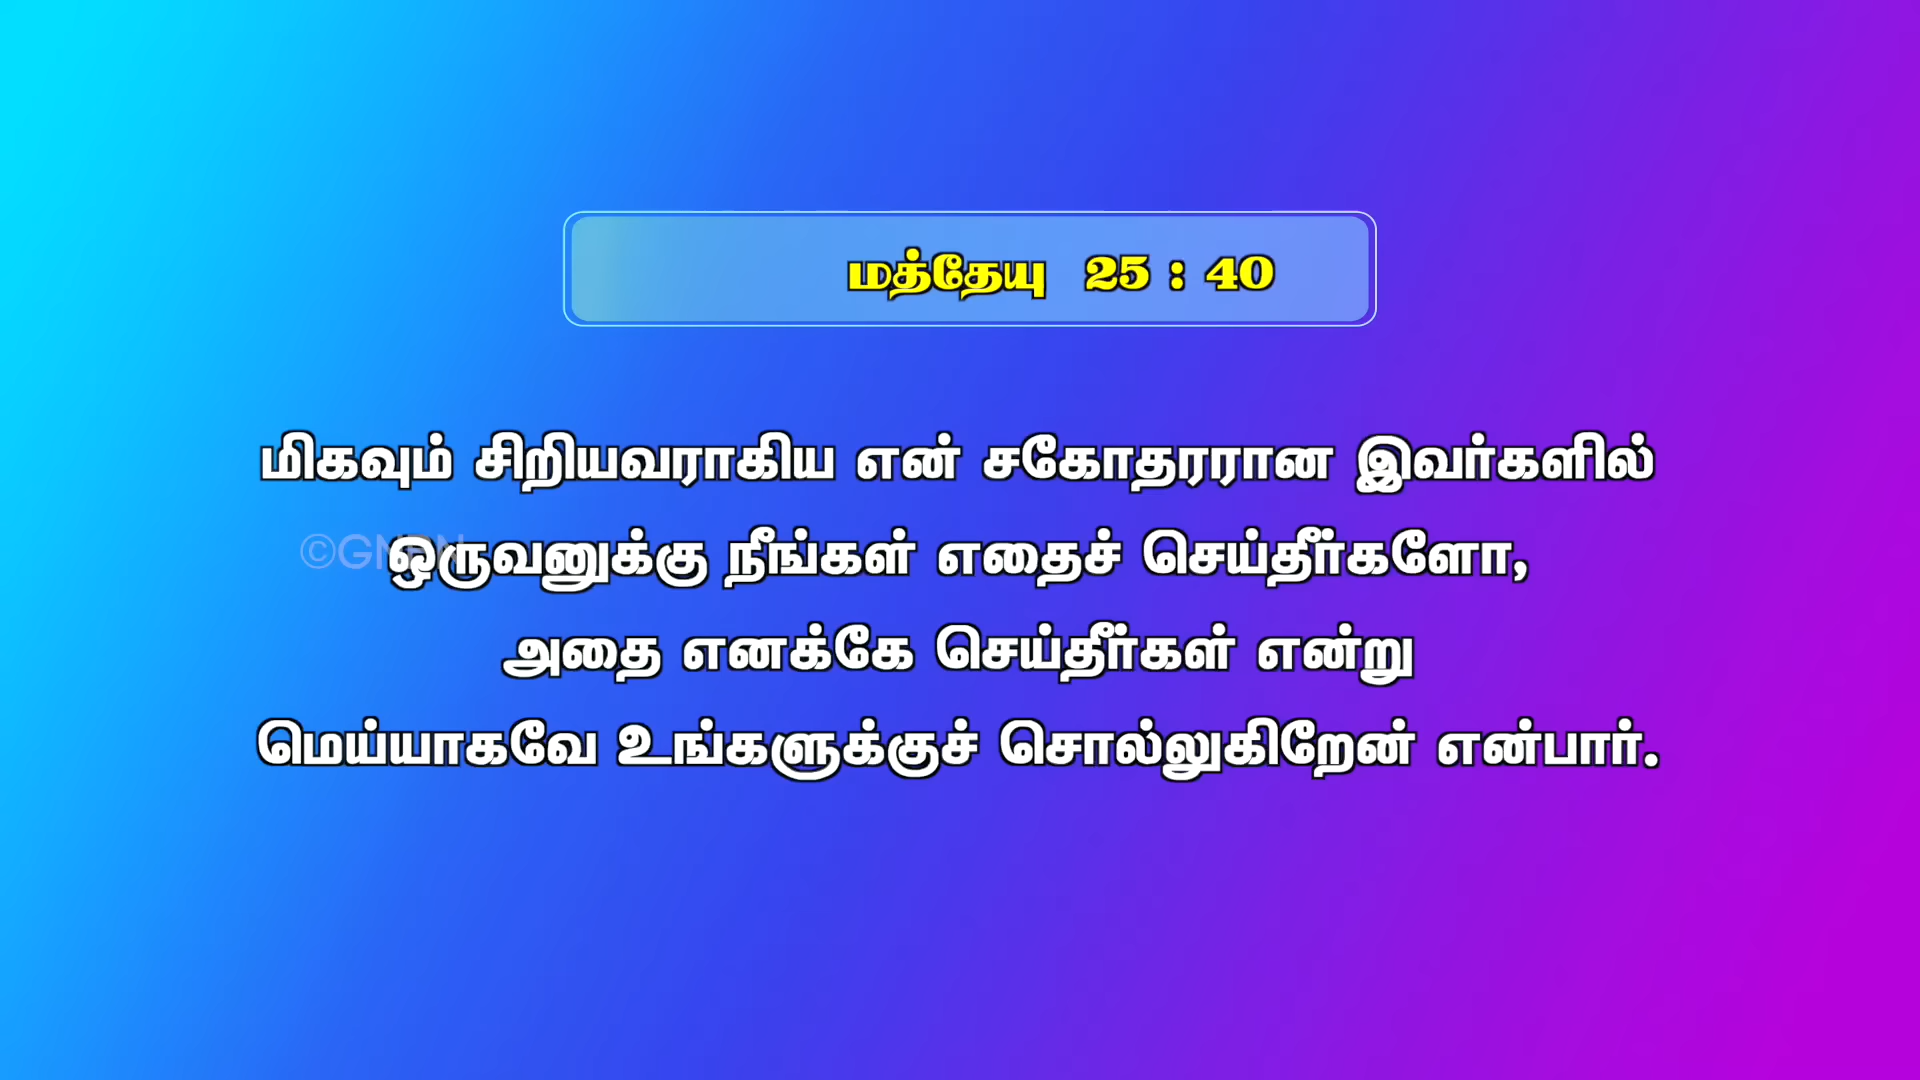 மத்தேயு 25 : 40
மிகவும் சிறியவராகிய என் சகோதரரான இவர்களில்
ஒருவனுக்கு நீங்கள் எதைச் செய்தீர்களோ,
அதை எனக்கே செய்தீர்கள் என்று
மெய்யாகவே உங்களுக்குச் சொல்லுகிறேன் என்பார்.